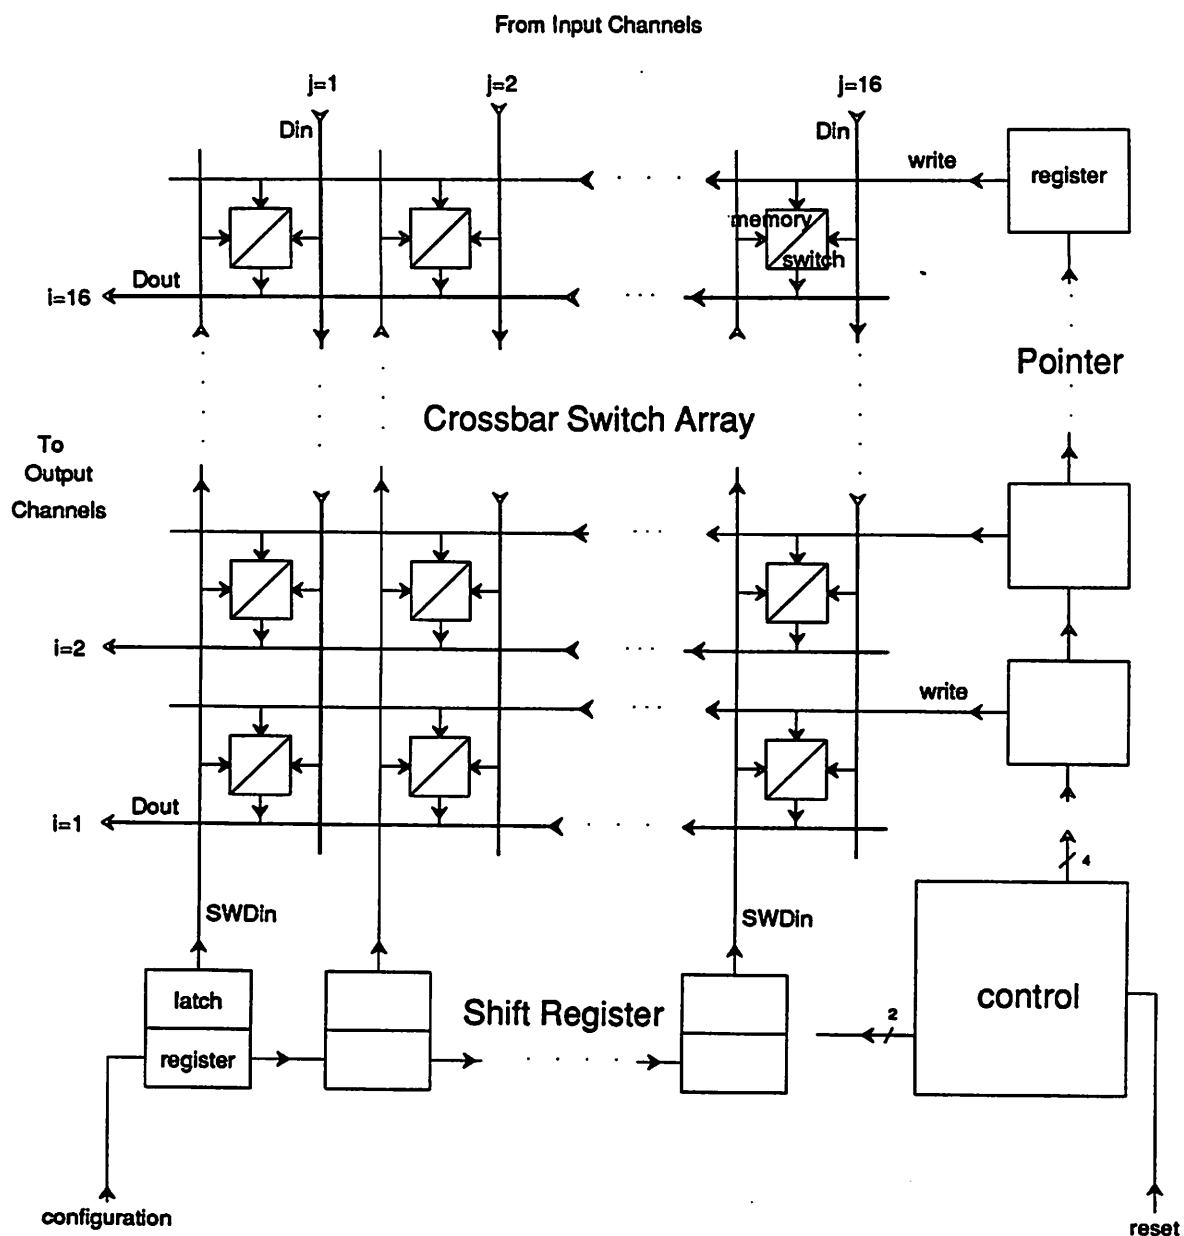 From Input Channels
j=1
j=2
j=16
Din
Din
write
register
memory
switch
Dout
i=16
Pointer
Crossbar Switch Array
To
Output
Channels
i=2
write
Dout
i=1
4
SWDin
SWDin
latch
register
Shift Register
2
control
configuration
reset